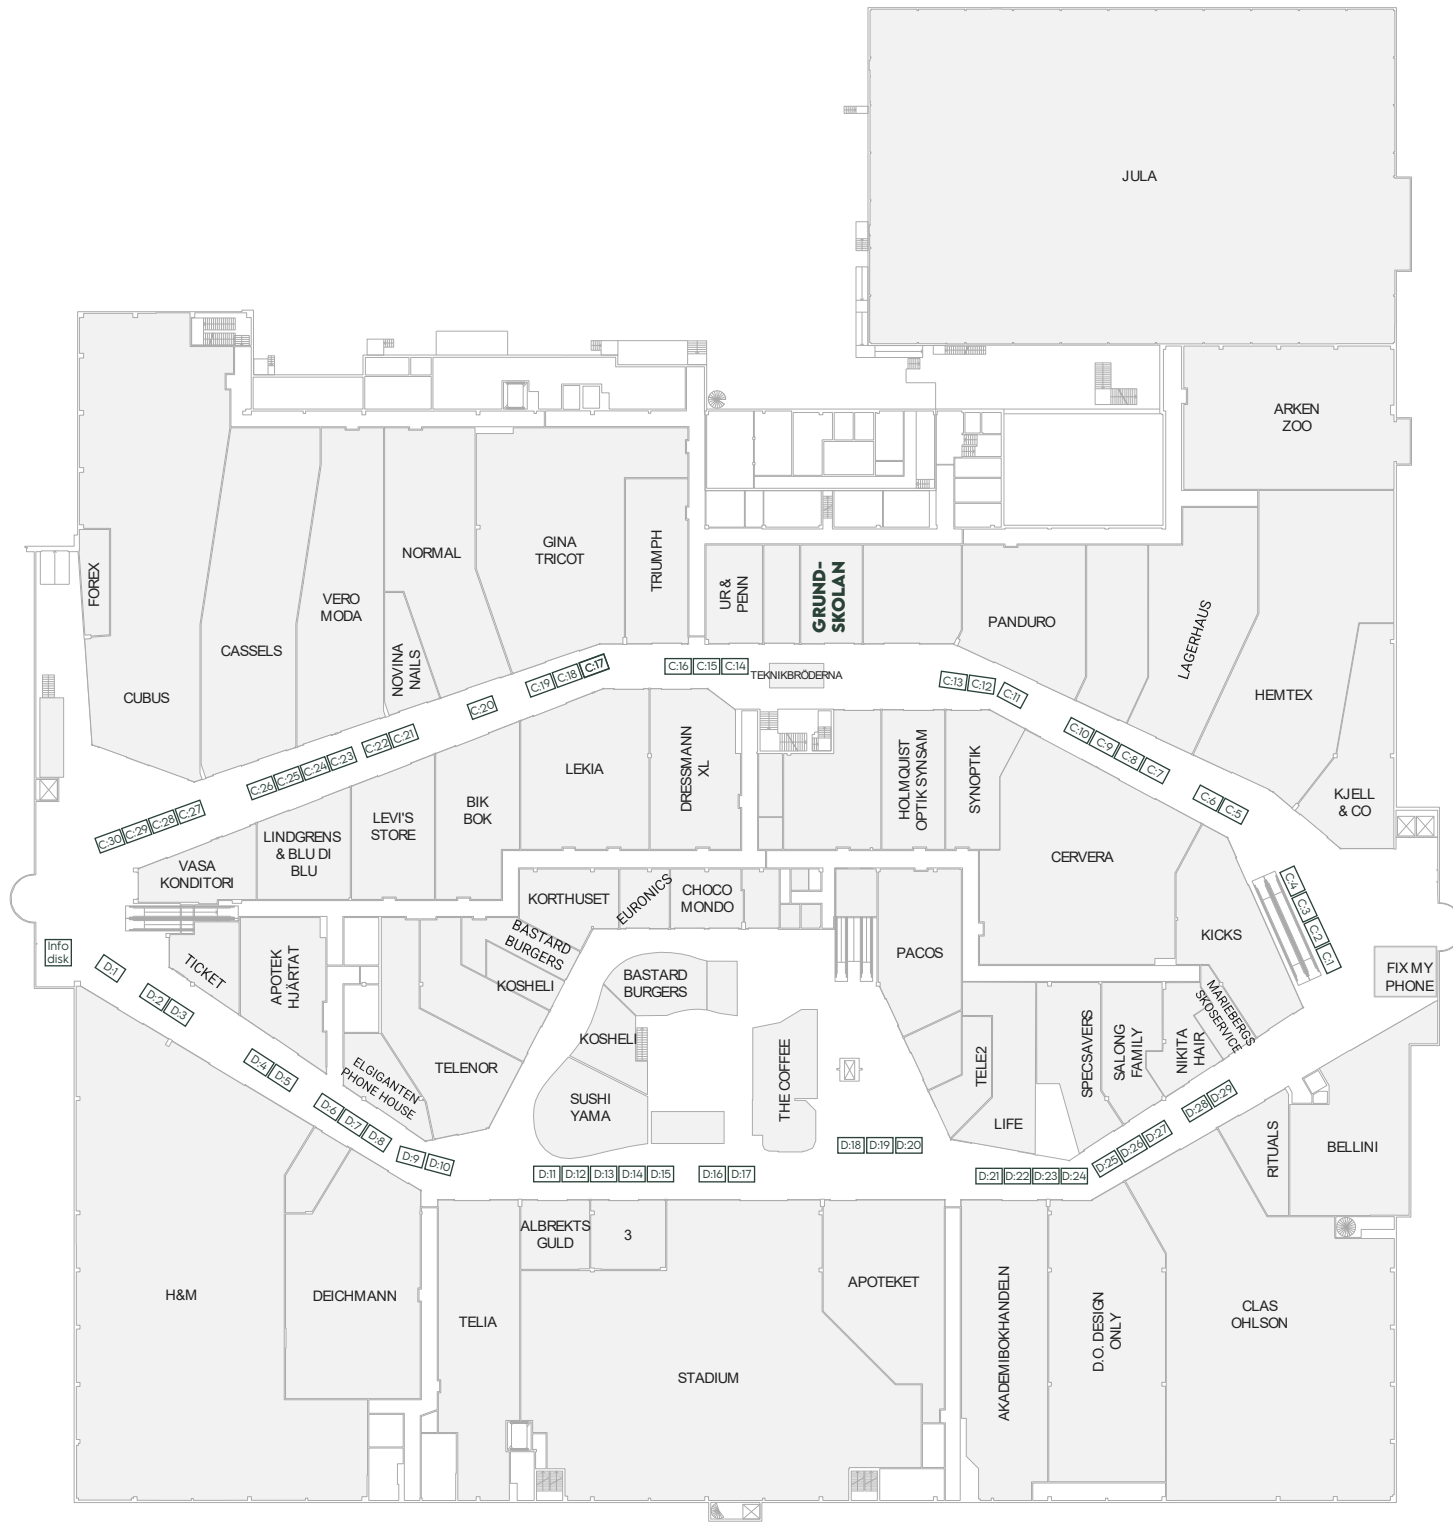 JULA
ARKEN
ZOO
FOREX
CUBUS
CASSELS
VERO
MODA
NORMAL
NOVINA
NAILS
GINA
TRICOT
TRIUMPH
UR &
PENN
GRUND-
SKOLAN
PANDURO
LAGERHAUS
HEMTEX
KJELL
& CO
TEKNIKBRÖDERNA
C:30
C:29
C:28
C:27
C:26
C:25
C:24
C:23
C:22
C:21
C:20
C:19
C:18
C:17
C:16
C:15
C:14
C:13
C:12
C:11
C:10
C:9
C:8
C:7
C:6
C:5
C:4
C:3
C:2
C:1
VASA
KONDITORI
LINDGRENS
& BLU DI
BLU
LEVI'S
STORE
BIK
BOK
LEKIA
DRESSMANN
XL
HOLMQUIST
OPTIK SYNSAM
SYNOPTIK
CERVERA
KICKS
FIX MY
PHONE
Info
disk
TICKET
APOTEK
HJÄRTAT
ELGIGANTEN
PHONE HOUSE
TELENOR
KORTHUSET
EURONICS
CHOCO
MONDO
BASTARD
BURGERS
KOSHELI
BASTARD
BURGERS
KOSHELI
SUSHI
YAMA
THE COFFEE
PACOS
TELE2
LIFE
SPECSAVERS
SALONG
FAMILY
NIKITA
HAIR
MARIEBERGS
SKOSERVICE
D:1
D:2
D:3
D:4
D:5
D:6
D:7
D:8
D:9
D:10
D:11
D:12
D:13
D:14
D:15
D:16
D:17
D:18
D:19
D:20
D:21
D:22
D:23
D:24
D:25
D:26
D:27
D:28
D:29
RITUALS
BELLINI
H&M
DEICHMANN
TELIA
ALBREKTS
GULD
3
STADIUM
APOTEKET
AKADEMIBOKHANDELN
D.O. DESIGN
ONLY
CLAS
OHLSON